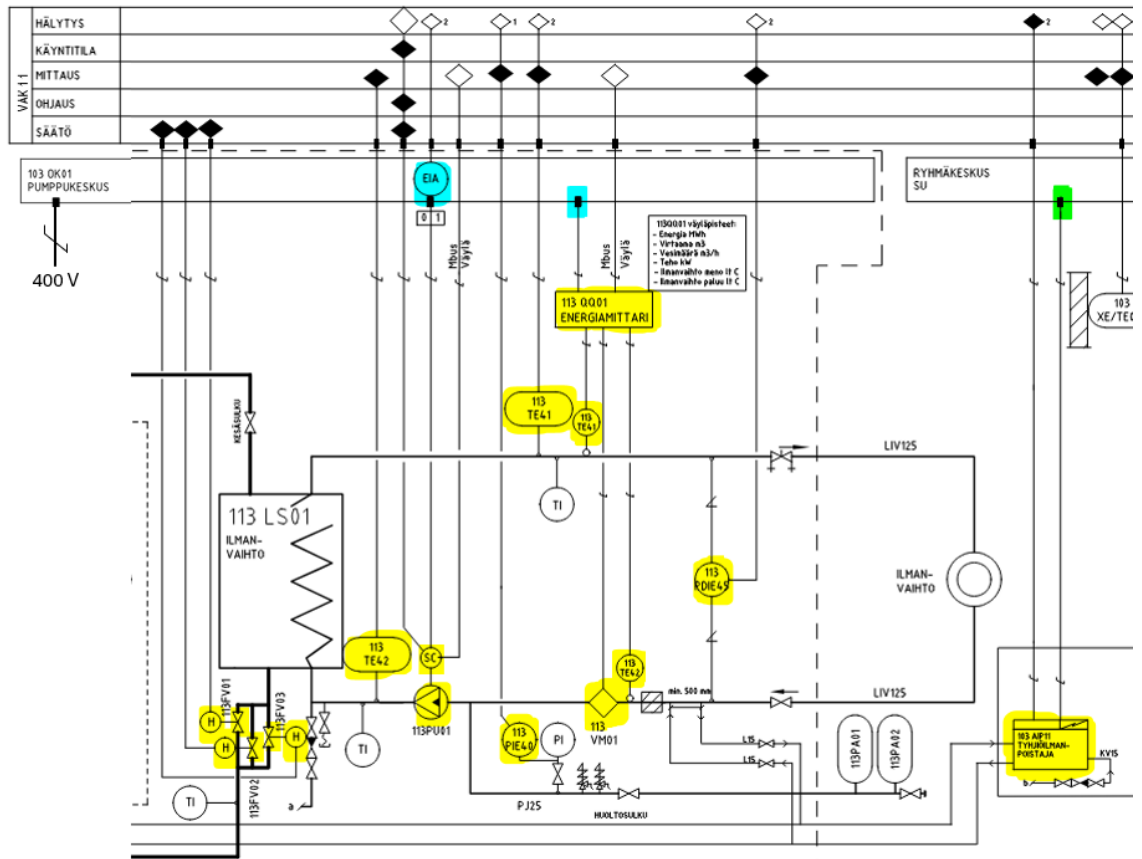 HÄLYTYS
KÄYNTITILA
MITTAUS
OHJAUS
SÄÄTÖ
VAK 11
2
1
2
2
2
103 OK01
PUMPPUKESKUS
400 V
EIA
0 1
Mbus
Väylä
Mbus
Väylä
113QQ01 väyläpisteet:
- Energia MWh
- Virtaama m3
- Vesimäärä m3/h
- Teho kW
- Ilmanvaihto meno lt C
- Ilmanvaihto paluu lt C
RYHMÄKESKUS
SU
103
XE/TE0
113 QQ01
ENERGIAMITTARI
113
TE41
113
TE41
KESÄSULKU
TI
LIV125
113 LS01
ILMAN-
VAIHTO
113
PDIE45
ILMAN-
VAIHTO
113
TE42
SC
113
TE42
min. 500 mm
LIV125
113FV01
113FV03
H
H
H
113FV02
TI
TI
113PU01
113
PIE40
PI
113
VM01
L15
L15
113PA01
113PA02
103 AIP11
TYHJIÖILMAN-
POISTAJA
KV15
a
b
PJ25
HUOLTOSULKU